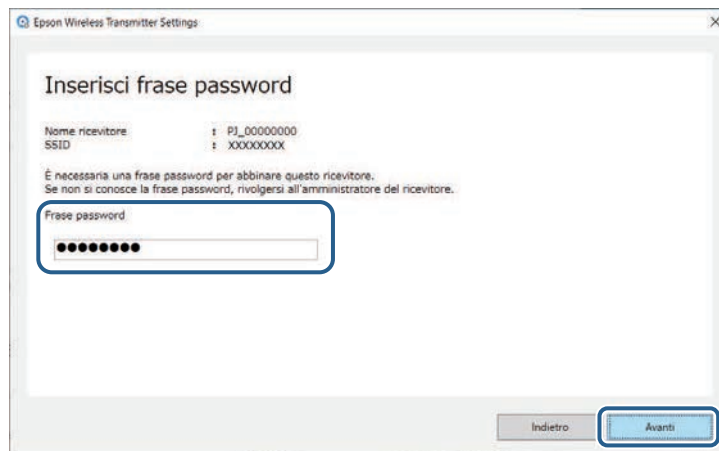 Epson Wireless Transmitter Settings
Inserisci frase password
Nome ricevitore : PJ_00000000
SSID : XXXXXXXX
È necessaria una frase password per abbinare questo ricevitore.
Se non si conosce la frase password, rivolgersi all'amministratore del ricevitore.
Frase password
●●●●●●●●
Indietro Avanti